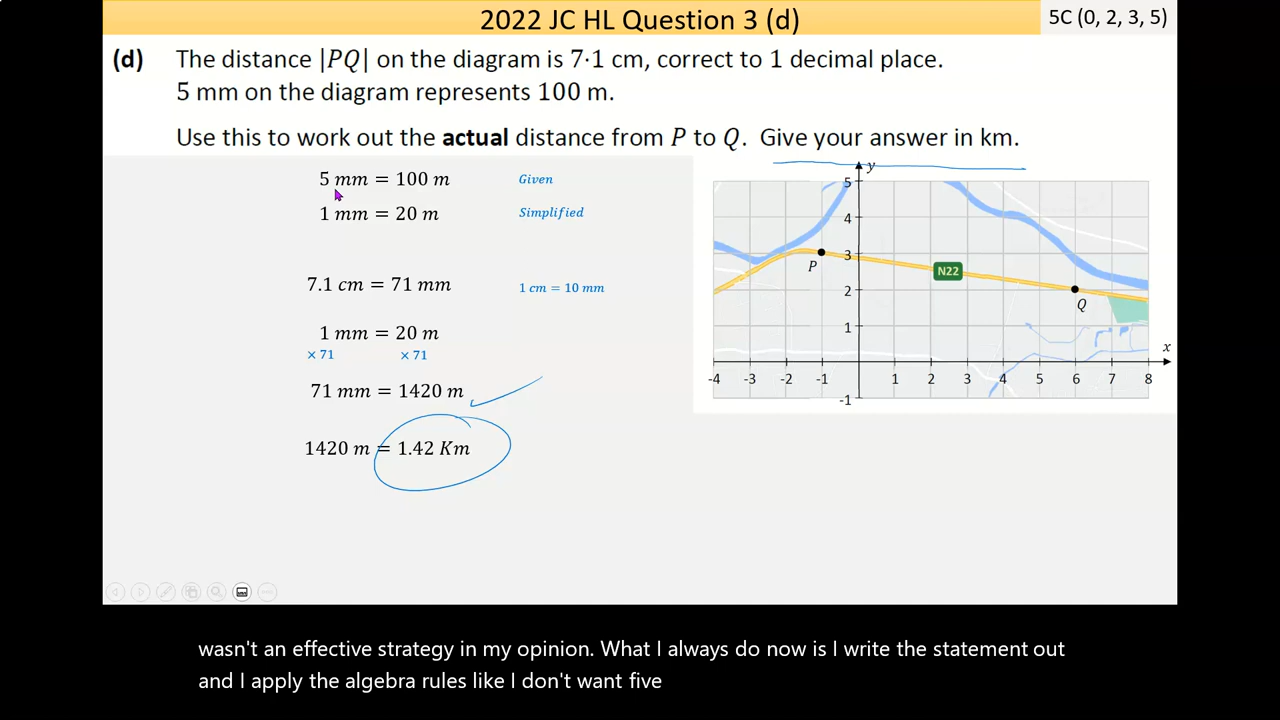 2022 JC HL Question 3 (d)
5C (0, 2, 3, 5)
(d) The distance |PQ| on the diagram is 7·1 cm, correct to 1 decimal place.
5 mm on the diagram represents 100 m.
Use this to work out the actual distance from P to Q. Give your answer in km.
5 mm = 100 m Given
1 mm = 20 m Simplified
7.1 cm = 71 mm 1 cm = 10 mm
1 mm = 20 m
× 71 × 71
71 mm = 1420 m
1420 m = 1.42 Km
y
5
4
3
P
N22
2
Q
1
x
-4 -3 -2 -1 1 2 3 4 5 6 7 8
-1
wasn't an effective strategy in my opinion. What I always do now is I write the statement out
and I apply the algebra rules like I don't want five